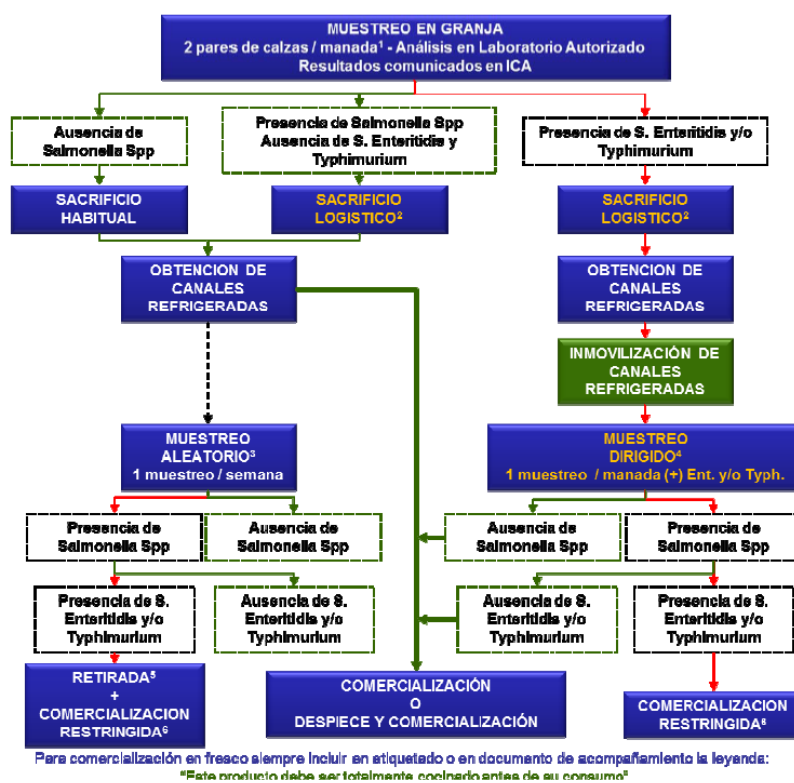 MUESTREO EN GRANJA
2 pares de calzas / manada¹ - Análisis en Laboratorio Autorizado
Resultados comunicados en ICA
Ausencia de
Salmonella Spp
Presencia de Salmonella Spp
Ausencia de S. Enteritidis y
Typhimurium
Presencia de S. Enteritidis y/o
Typhimurium
SACRIFICIO
HABITUAL
SACRIFICIO
LOGISTICO²
SACRIFICIO
LOGISTICO²
OBTENCION DE
CANALES
REFRIGERADAS
OBTENCION DE
CANALES
REFRIGERADAS
INMOVILIZACIÓN DE
CANALES
REFRIGERADAS
MUESTREO
ALEATORIO³
1 muestreo / semana
MUESTREO
DIRIGIDO⁴
1 muestreo / manada (+) Ent. y/o Typh.
Presencia de
Salmonella Spp
Ausencia de
Salmonella Spp
Ausencia de
Salmonella Spp
Presencia de
Salmonella Spp
Presencia de S.
Enteritidis y/o
Typhimurium
Ausencia de S.
Enteritidis y/o
Typhimurium
Ausencia de S.
Enteritidis y/o
Typhimurium
Presencia de S.
Enteritidis y/o
Typhimurium
RETIRADA⁵
+
COMERCIALIZACION
RESTRINGIDA⁶
COMERCIALIZACIÓN
O
DESPIECE Y COMERCIALIZACIÓN
COMERCIALIZACION
RESTRINGIDA⁶
Para comercialización en fresco siempre incluir en etiquetado o en documento de acompañamiento la leyenda:
"Este producto debe ser totalmente cocinado antes de su consumo"